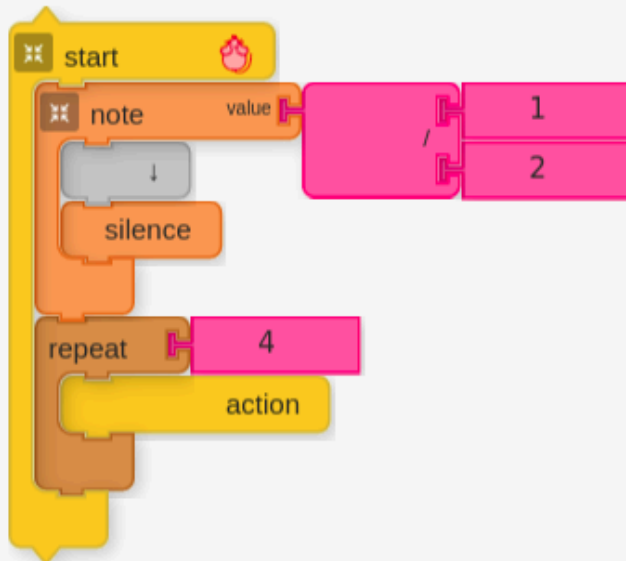 start
note value / 1
2
↓
silence
repeat 4
action